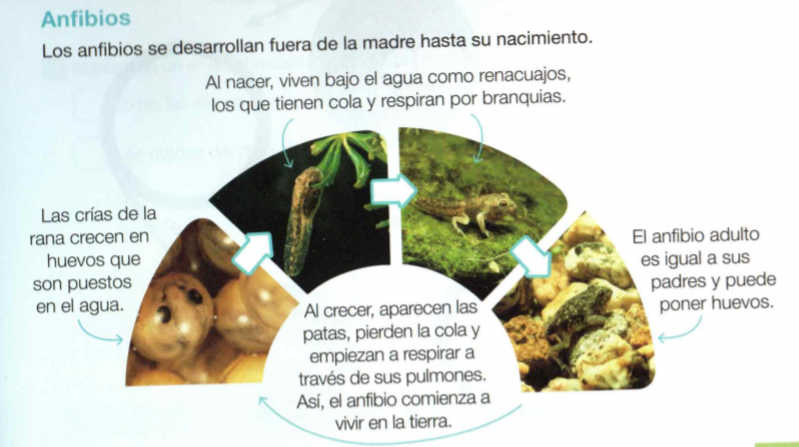 Anfibios
Los anfibios se desarrollan fuera de la madre hasta su nacimiento.
Al nacer, viven bajo el agua como renacuajos,
los que tienen cola y respiran por branquias.
Las crías de la
rana crecen en
huevos que
son puestos
en el agua.
El anfibio adulto
es igual a sus
padres y puede
poner huevos.
Al crecer, aparecen las
patas, pierden la cola y
empiezan a respirar a
través de sus pulmones.
Así, el anfibio comienza a
vivir en la tierra.